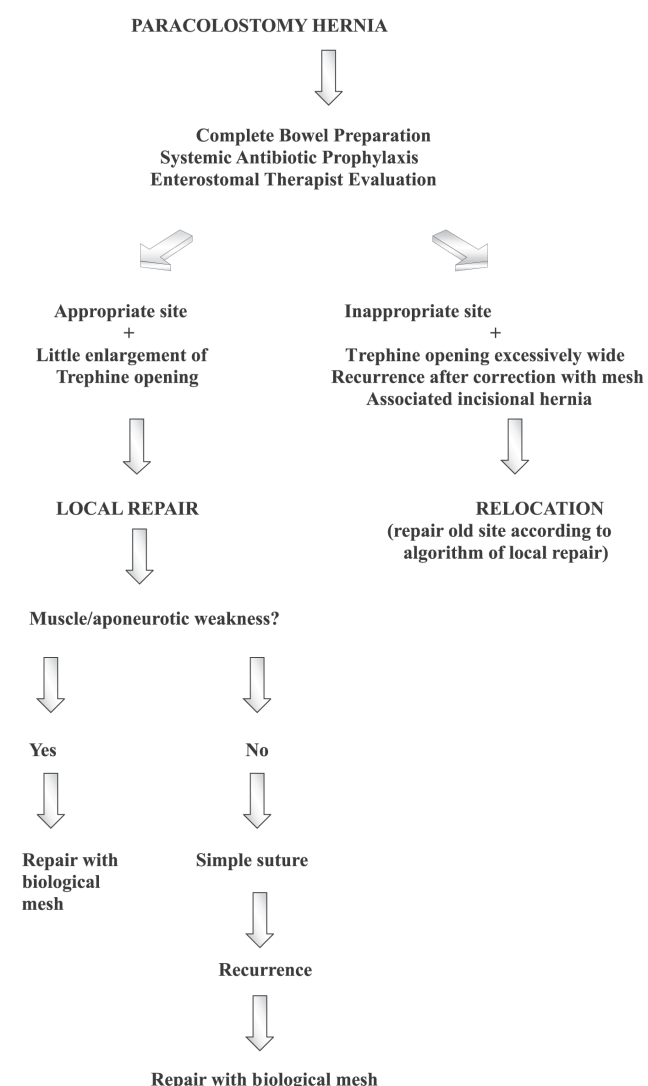 PARACOLOSTOMY HERNIA
Complete Bowel Preparation
Systemic Antibiotic Prophylaxis
Enterostomal Therapist Evaluation
Appropriate site
+
Little enlargement of
Trephine opening
Inappropriate site
+
Trephine opening excessively wide
Recurrence after correction with mesh
Associated incisional hernia
LOCAL REPAIR
RELOCATION
(repair old site according to
algorithm of local repair)
Muscle/aponeurotic weakness?
Yes
No
Repair with
biological
mesh
Simple suture
Recurrence
Repair with biological mesh